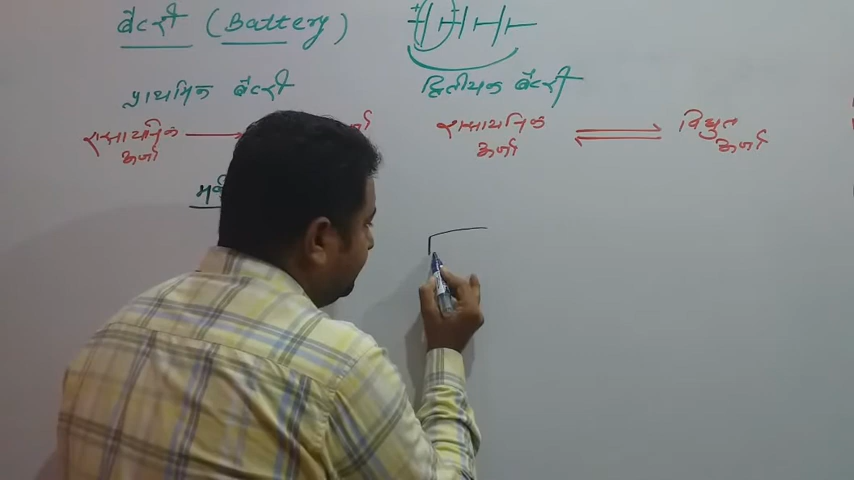 बैटरी (Battery)
प्राथमिक बैटरी
द्वितीयक बैटरी
रासायनिक
ऊर्जा
रासायनिक
ऊर्जा
विद्युत
ऊर्जा